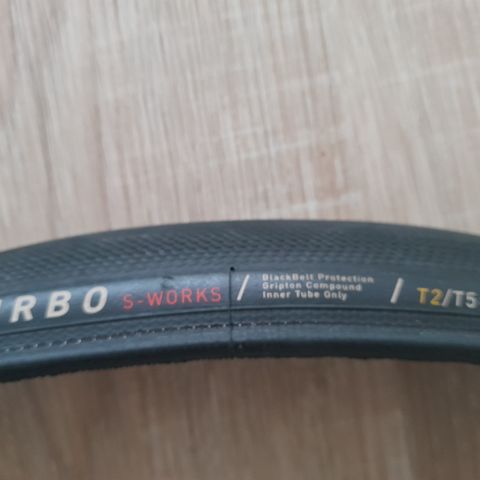 RBO S-WORKS / BlackBelt Protection
Gripton Compound
Inner Tube Only / T2/T5